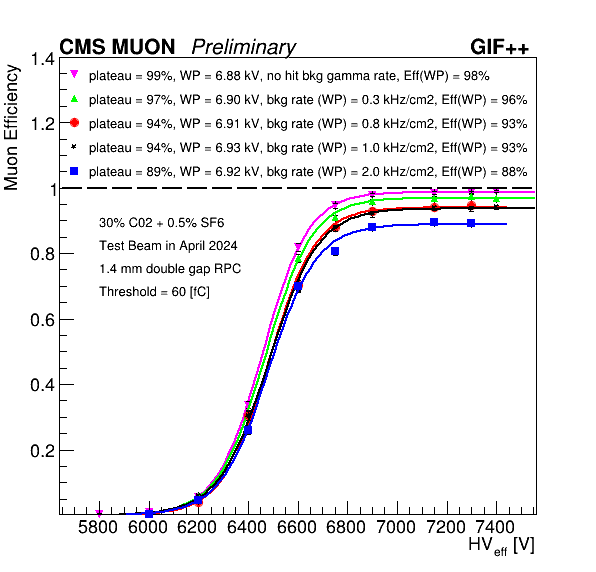 CMS MUON Preliminary GIF++
plateau = 99%, WP = 6.88 kV, no hit bkg gamma rate, Eff(WP) = 98%
plateau = 97%, WP = 6.90 kV, bkg rate (WP) = 0.3 kHz/cm2, Eff(WP) = 96%
plateau = 94%, WP = 6.91 kV, bkg rate (WP) = 0.8 kHz/cm2, Eff(WP) = 93%
plateau = 94%, WP = 6.93 kV, bkg rate (WP) = 1.0 kHz/cm2, Eff(WP) = 93%
plateau = 89%, WP = 6.92 kV, bkg rate (WP) = 2.0 kHz/cm2, Eff(WP) = 88%
30% C02 + 0.5% SF6
Test Beam in April 2024
1.4 mm double gap RPC
Threshold = 60 [fC]
Muon Efficiency
1.4
1.2
1
0.8
0.6
0.4
0.2
5800 6000 6200 6400 6600 6800 7000 7200 7400
HVeff [V]